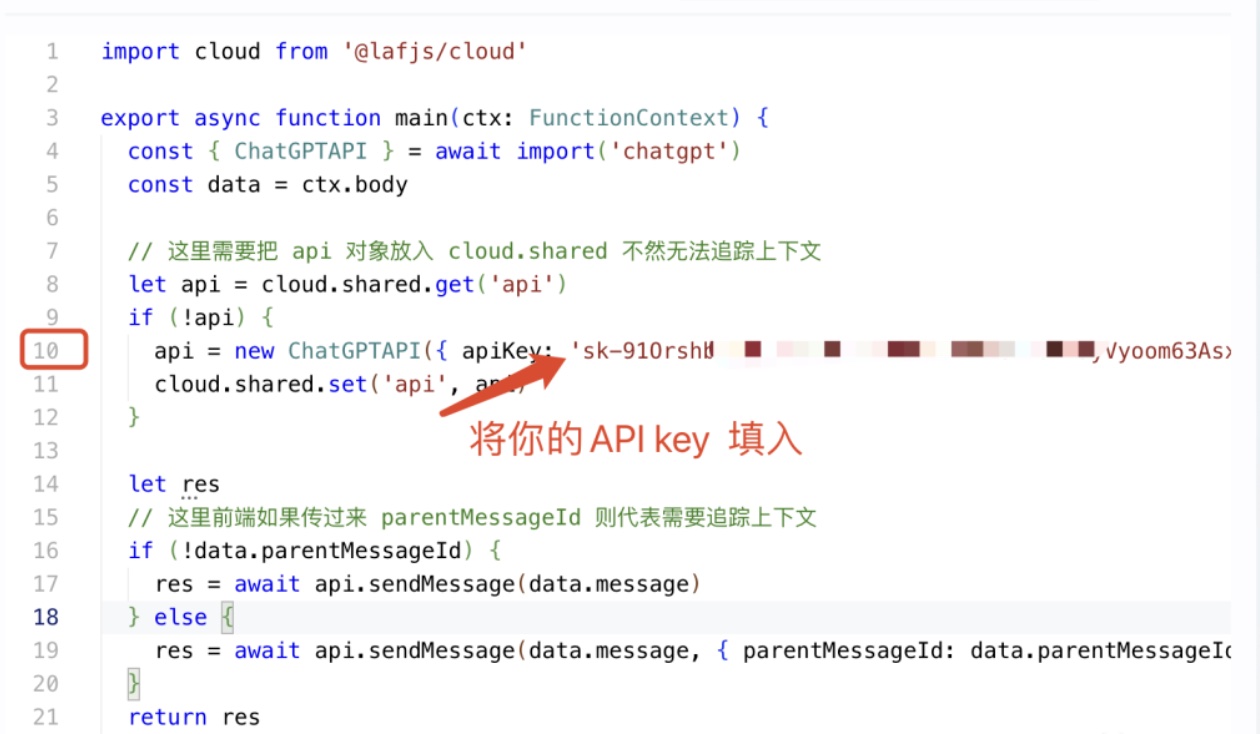 1 import cloud from '@lafjs/cloud'
2
3 export async function main(ctx: FunctionContext) {
4 const { ChatGPTAPI } = await import('chatgpt')
5 const data = ctx.body
6
7 // 这里需要把 api 对象放入 cloud.shared 不然无法追踪上下文
8 let api = cloud.shared.get('api')
9 if (!api) {
10 api = new ChatGPTAPI({ apiKey: 'sk-91Orsh
11 cloud.shared.set('api', api)
12 }
将你的 API key 填入
13
14 let res
15 // 这里前端如果传过来 parentMessageId 则代表需要追踪上下文
16 if (!data.parentMessageId) {
17 res = await api.sendMessage(data.message)
18 } else {
19 res = await api.sendMessage(data.message, { parentMessageId: data.parentMessageId
20 }
21 return res